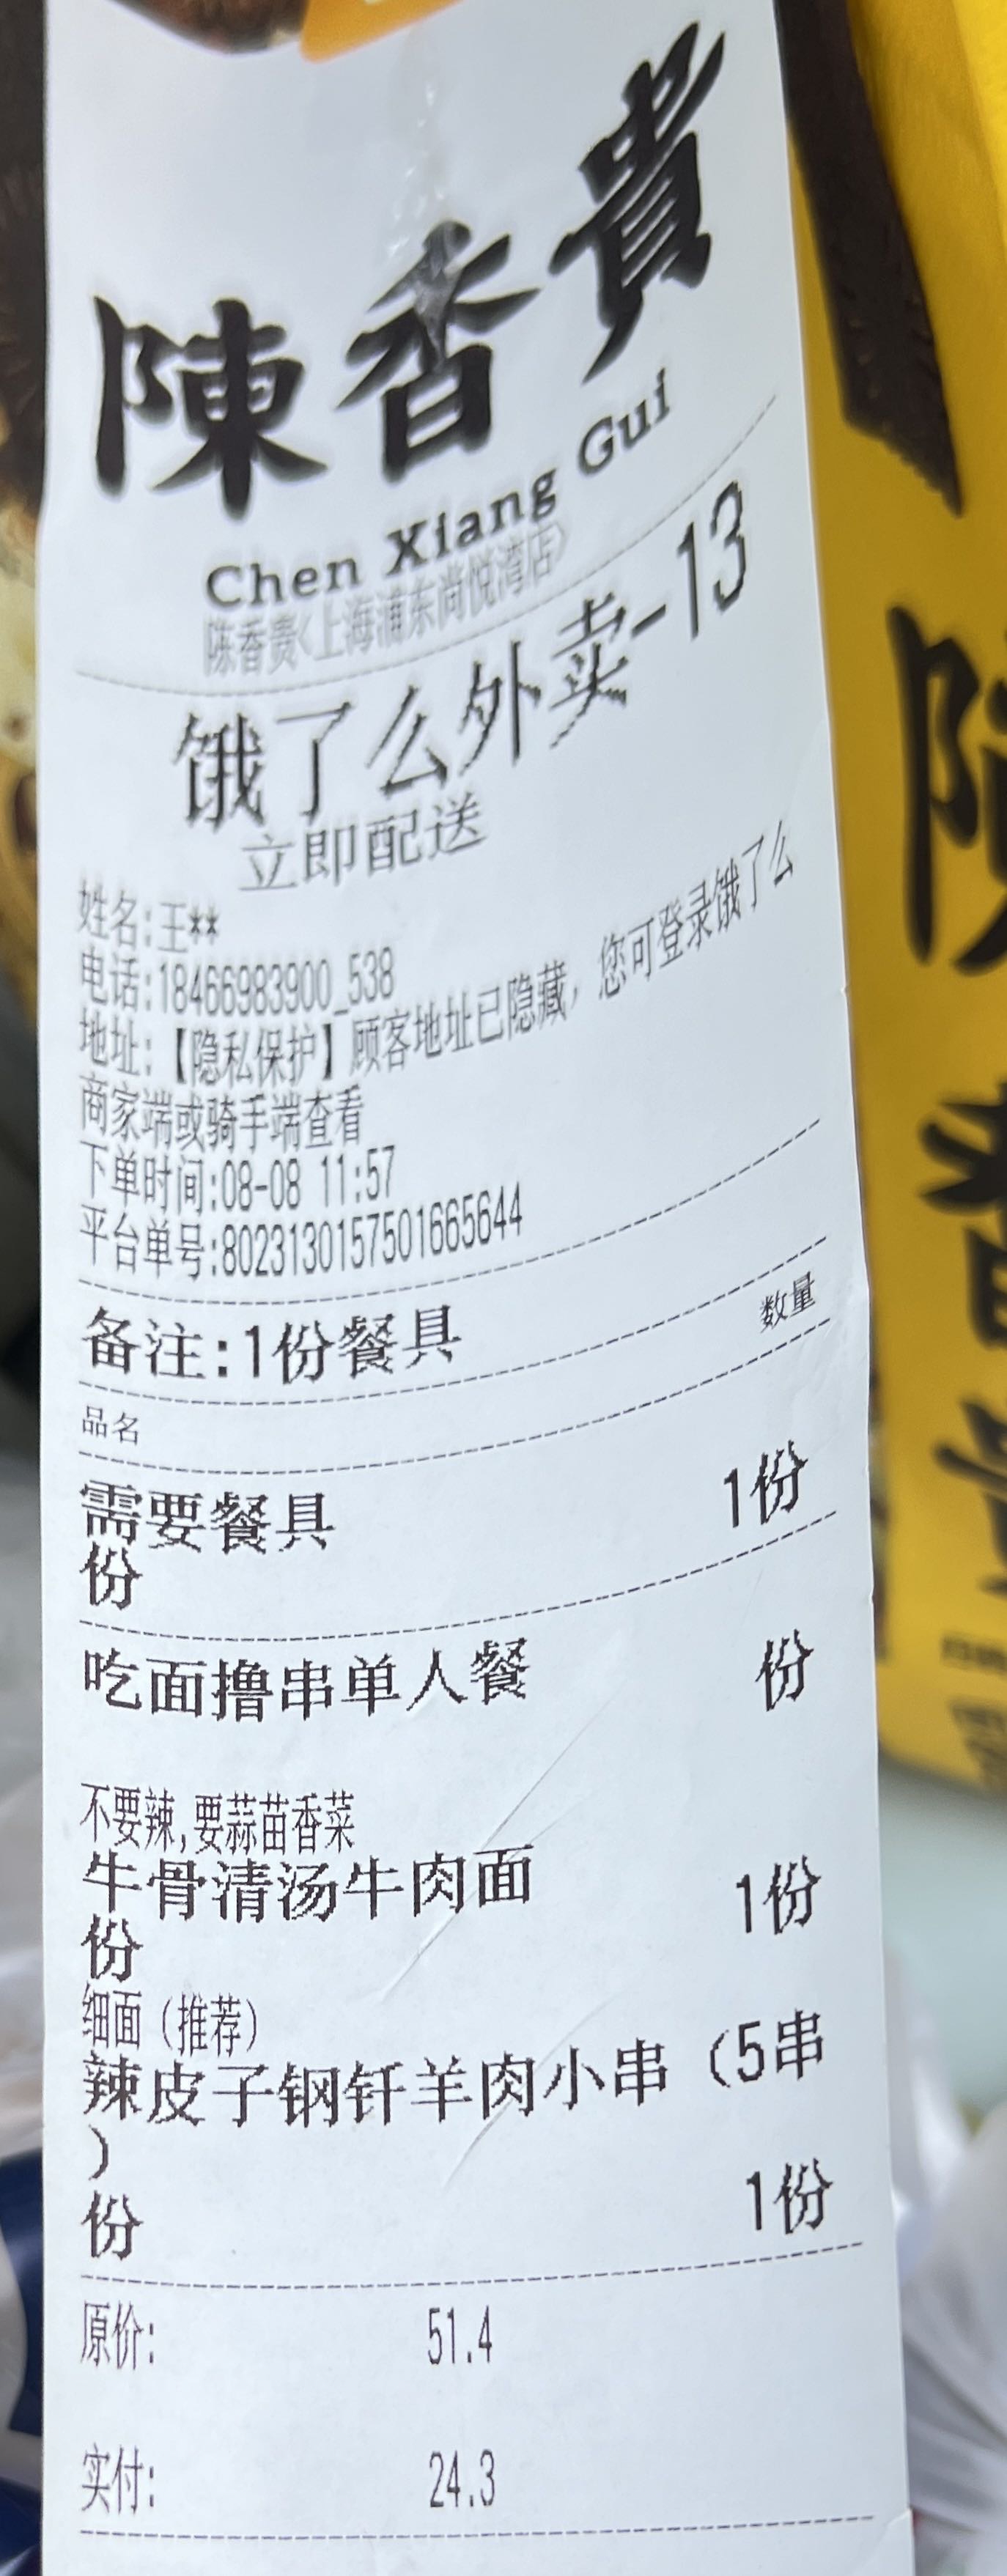 陳香貴
Chen Xiang Gui
陈香贵<上海浦东尚悦湾店>
饿了么外卖-13
立即配送
姓名:王**
电话:18466983900_538
地址:【隐私保护】顾客地址已隐藏，您可登录饿了么
商家端或骑手端查看
下单时间:08-08 11:57
平台单号:8023130157501665644
备注:1份餐具
品名 数量
需要餐具 1份
份
吃面撸串单人餐 份
不要辣,要蒜苗香菜
牛骨清汤牛肉面 1份
份
细面（推荐）
辣皮子钢钎羊肉小串（5串
）
份 1份
原价: 51.4
实付: 24.3